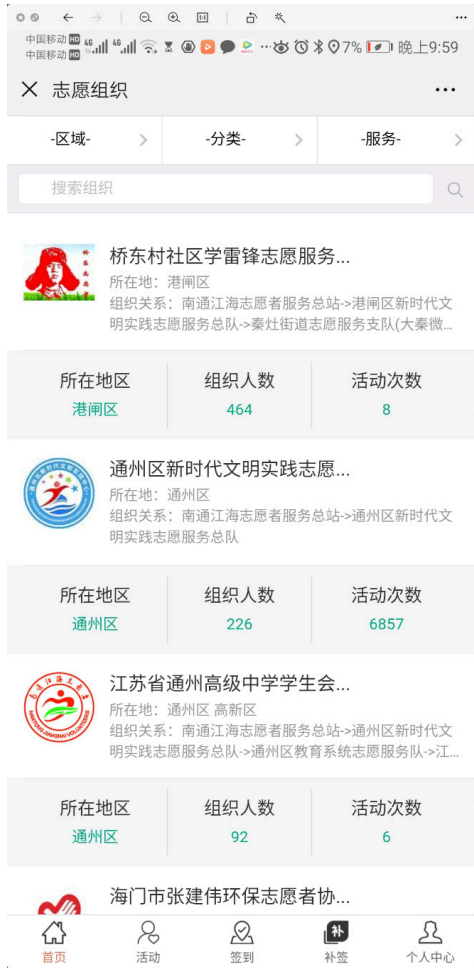 中国移动 HD 46 46 7% 晚上9:59
中国移动 HD
志愿组织
-区域- -分类- -服务-
搜索组织
桥东村社区学雷锋志愿服务...
所在地：港闸区
组织关系：南通江海志愿者服务总站->港闸区新时代文
明实践志愿服务总队->秦灶街道志愿服务支队(大秦微...
所在地区 组织人数 活动次数
港闸区 464 8
通州区新时代文明实践志愿...
所在地：通州区
组织关系：南通江海志愿者服务总站->通州区新时代文
明实践志愿服务总队
所在地区 组织人数 活动次数
通州区 226 6857
江苏省通州高级中学学生会...
所在地：通州区 高新区
组织关系：南通江海志愿者服务总站->通州区新时代文
明实践志愿服务总队->通州区教育系统志愿服务队->江...
所在地区 组织人数 活动次数
通州区 92 6
海门市张建伟环保志愿者协...
补
首页 活动 签到 补签 个人中心